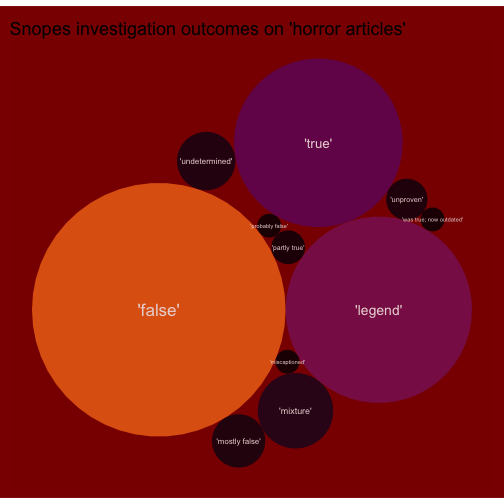 Snopes investigation outcomes on 'horror articles'
'true'
'undetermined'
'unproven'
'was true; now outdated'
'probably false'
'partly true'
'false'
'legend'
'miscaptioned'
'mixture'
'mostly false'